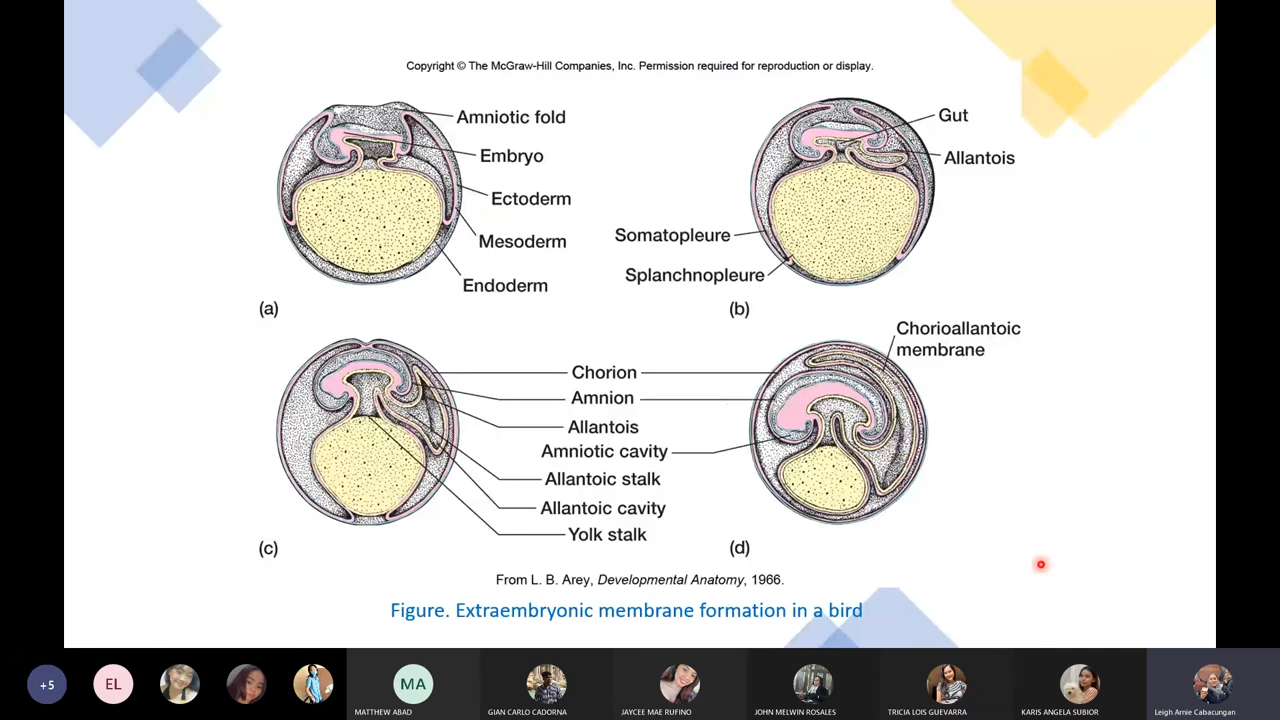 Copyright © The McGraw-Hill Companies, Inc. Permission required for reproduction or display.
Amniotic fold
Embryo
Ectoderm
Mesoderm
Endoderm
(a)
Gut
Allantois
Somatopleure
Splanchnopleure
(b)
Chorioallantoic
membrane
Chorion
Amnion
Allantois
Amniotic cavity
Allantoic stalk
Allantoic cavity
Yolk stalk
(c)
(d)
From L. B. Arey, Developmental Anatomy, 1966.
Figure. Extraembryonic membrane formation in a bird
+5
EL
MA
MATTHEW ABAD
GIAN CARLO CADORNA
JAYCEE MAE RUFINO
JOHN MELWIN ROSALES
TRICIA LOIS GUEVARRA
KARIS ANGELA SUBIOR
Leigh Arnie Cabacungan